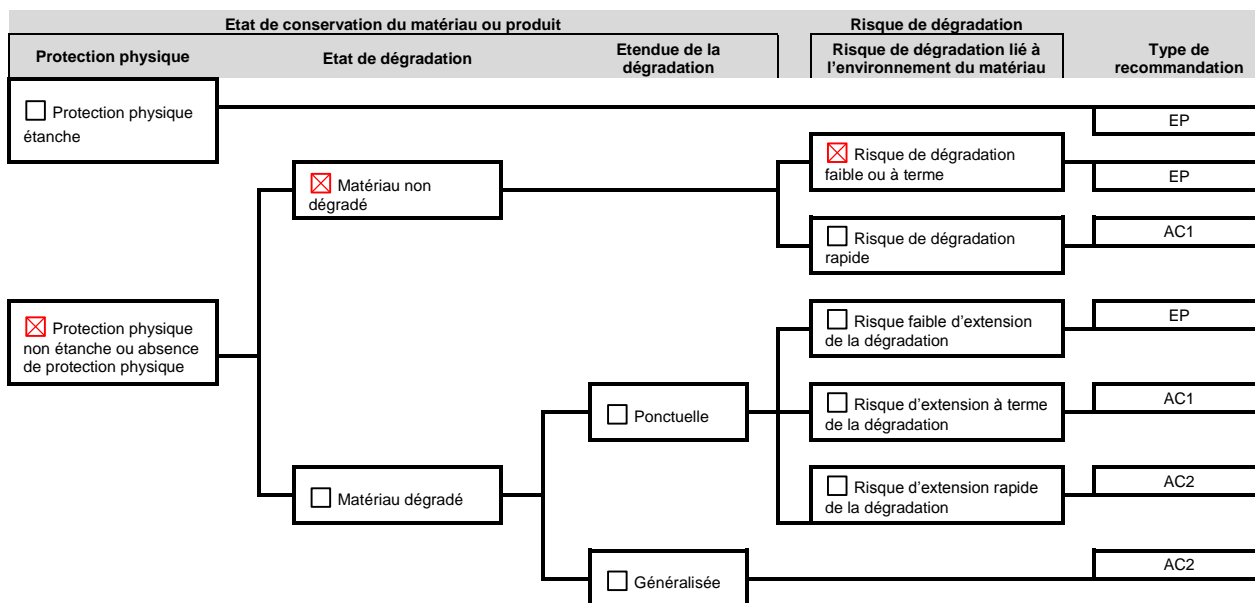 Etat de conservation du matériau ou produit
Risque de dégradation
Protection physique
Etat de dégradation
Etendue de la
dégradation
Risque de dégradation lié à
l'environnement du matériau
Type de
recommandation
Protection physique
étanche
EP
Matériau non
dégradé
Risque de dégradation
faible ou à terme
EP
Risque de dégradation
rapide
AC1
Protection physique
non étanche ou absence
de protection physique
Risque faible d'extension
de la dégradation
EP
Ponctuelle
Risque d'extension à terme
de la dégradation
AC1
Matériau dégradé
Risque d'extension rapide
de la dégradation
AC2
Généralisée
AC2